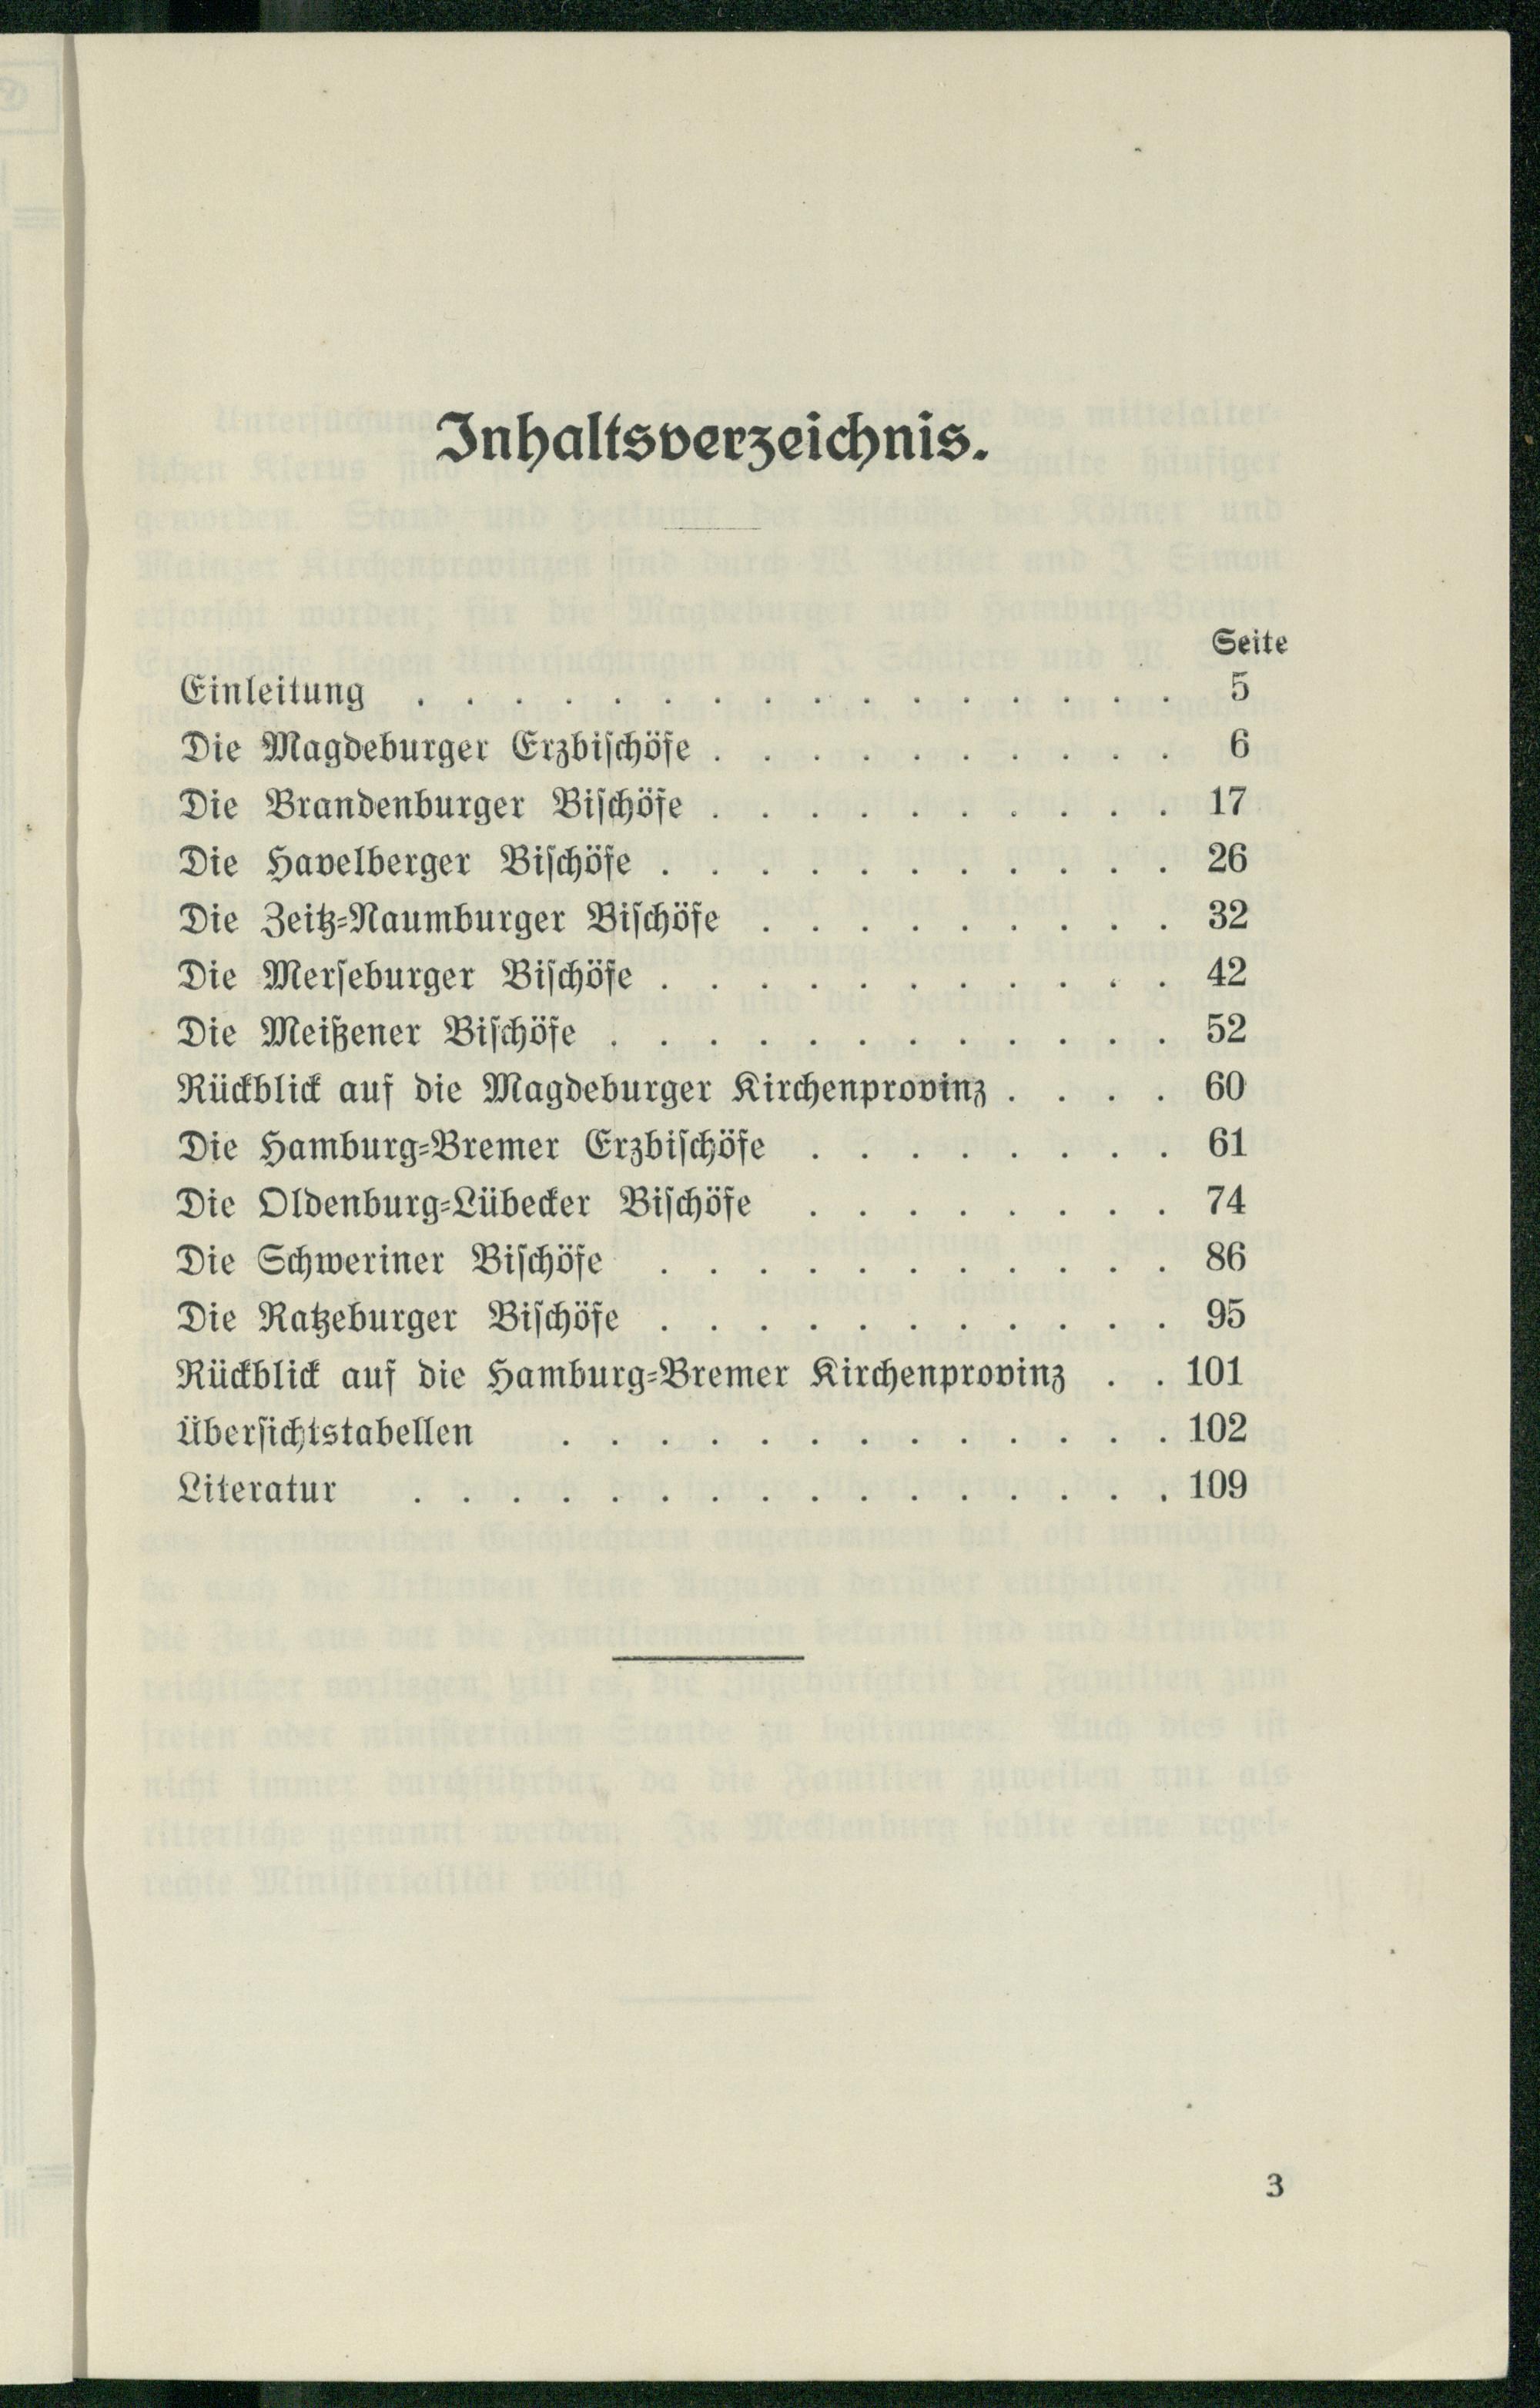 Inhaltsverzeichnis.
Seite
Einleitung . . . . . . . . . . . . . . . . 5
Die Magdeburger Erzbischöfe . . . . . . . . . . 6
Die Brandenburger Bischöfe . . . . . . . . . . 17
Die Havelberger Bischöfe . . . . . . . . . . . 26
Die Zeitz-Naumburger Bischöfe . . . . . . . . . 32
Die Merseburger Bischöfe . . . . . . . . . . . 42
Die Meißener Bischöfe . . . . . . . . . . . . 52
Rückblick auf die Magdeburger Kirchenprovinz . . . . 60
Die Hamburg-Bremer Erzbischöfe . . . . . . . . 61
Die Oldenburg-Lübecker Bischöfe . . . . . . . . 74
Die Schweriner Bischöfe . . . . . . . . . . . 86
Die Ratzeburger Bischöfe . . . . . . . . . . . 95
Rückblick auf die Hamburg-Bremer Kirchenprovinz . . 101
Übersichtstabellen . . . . . . . . . . . . . 102
Literatur . . . . . . . . . . . . . . . . 109
3